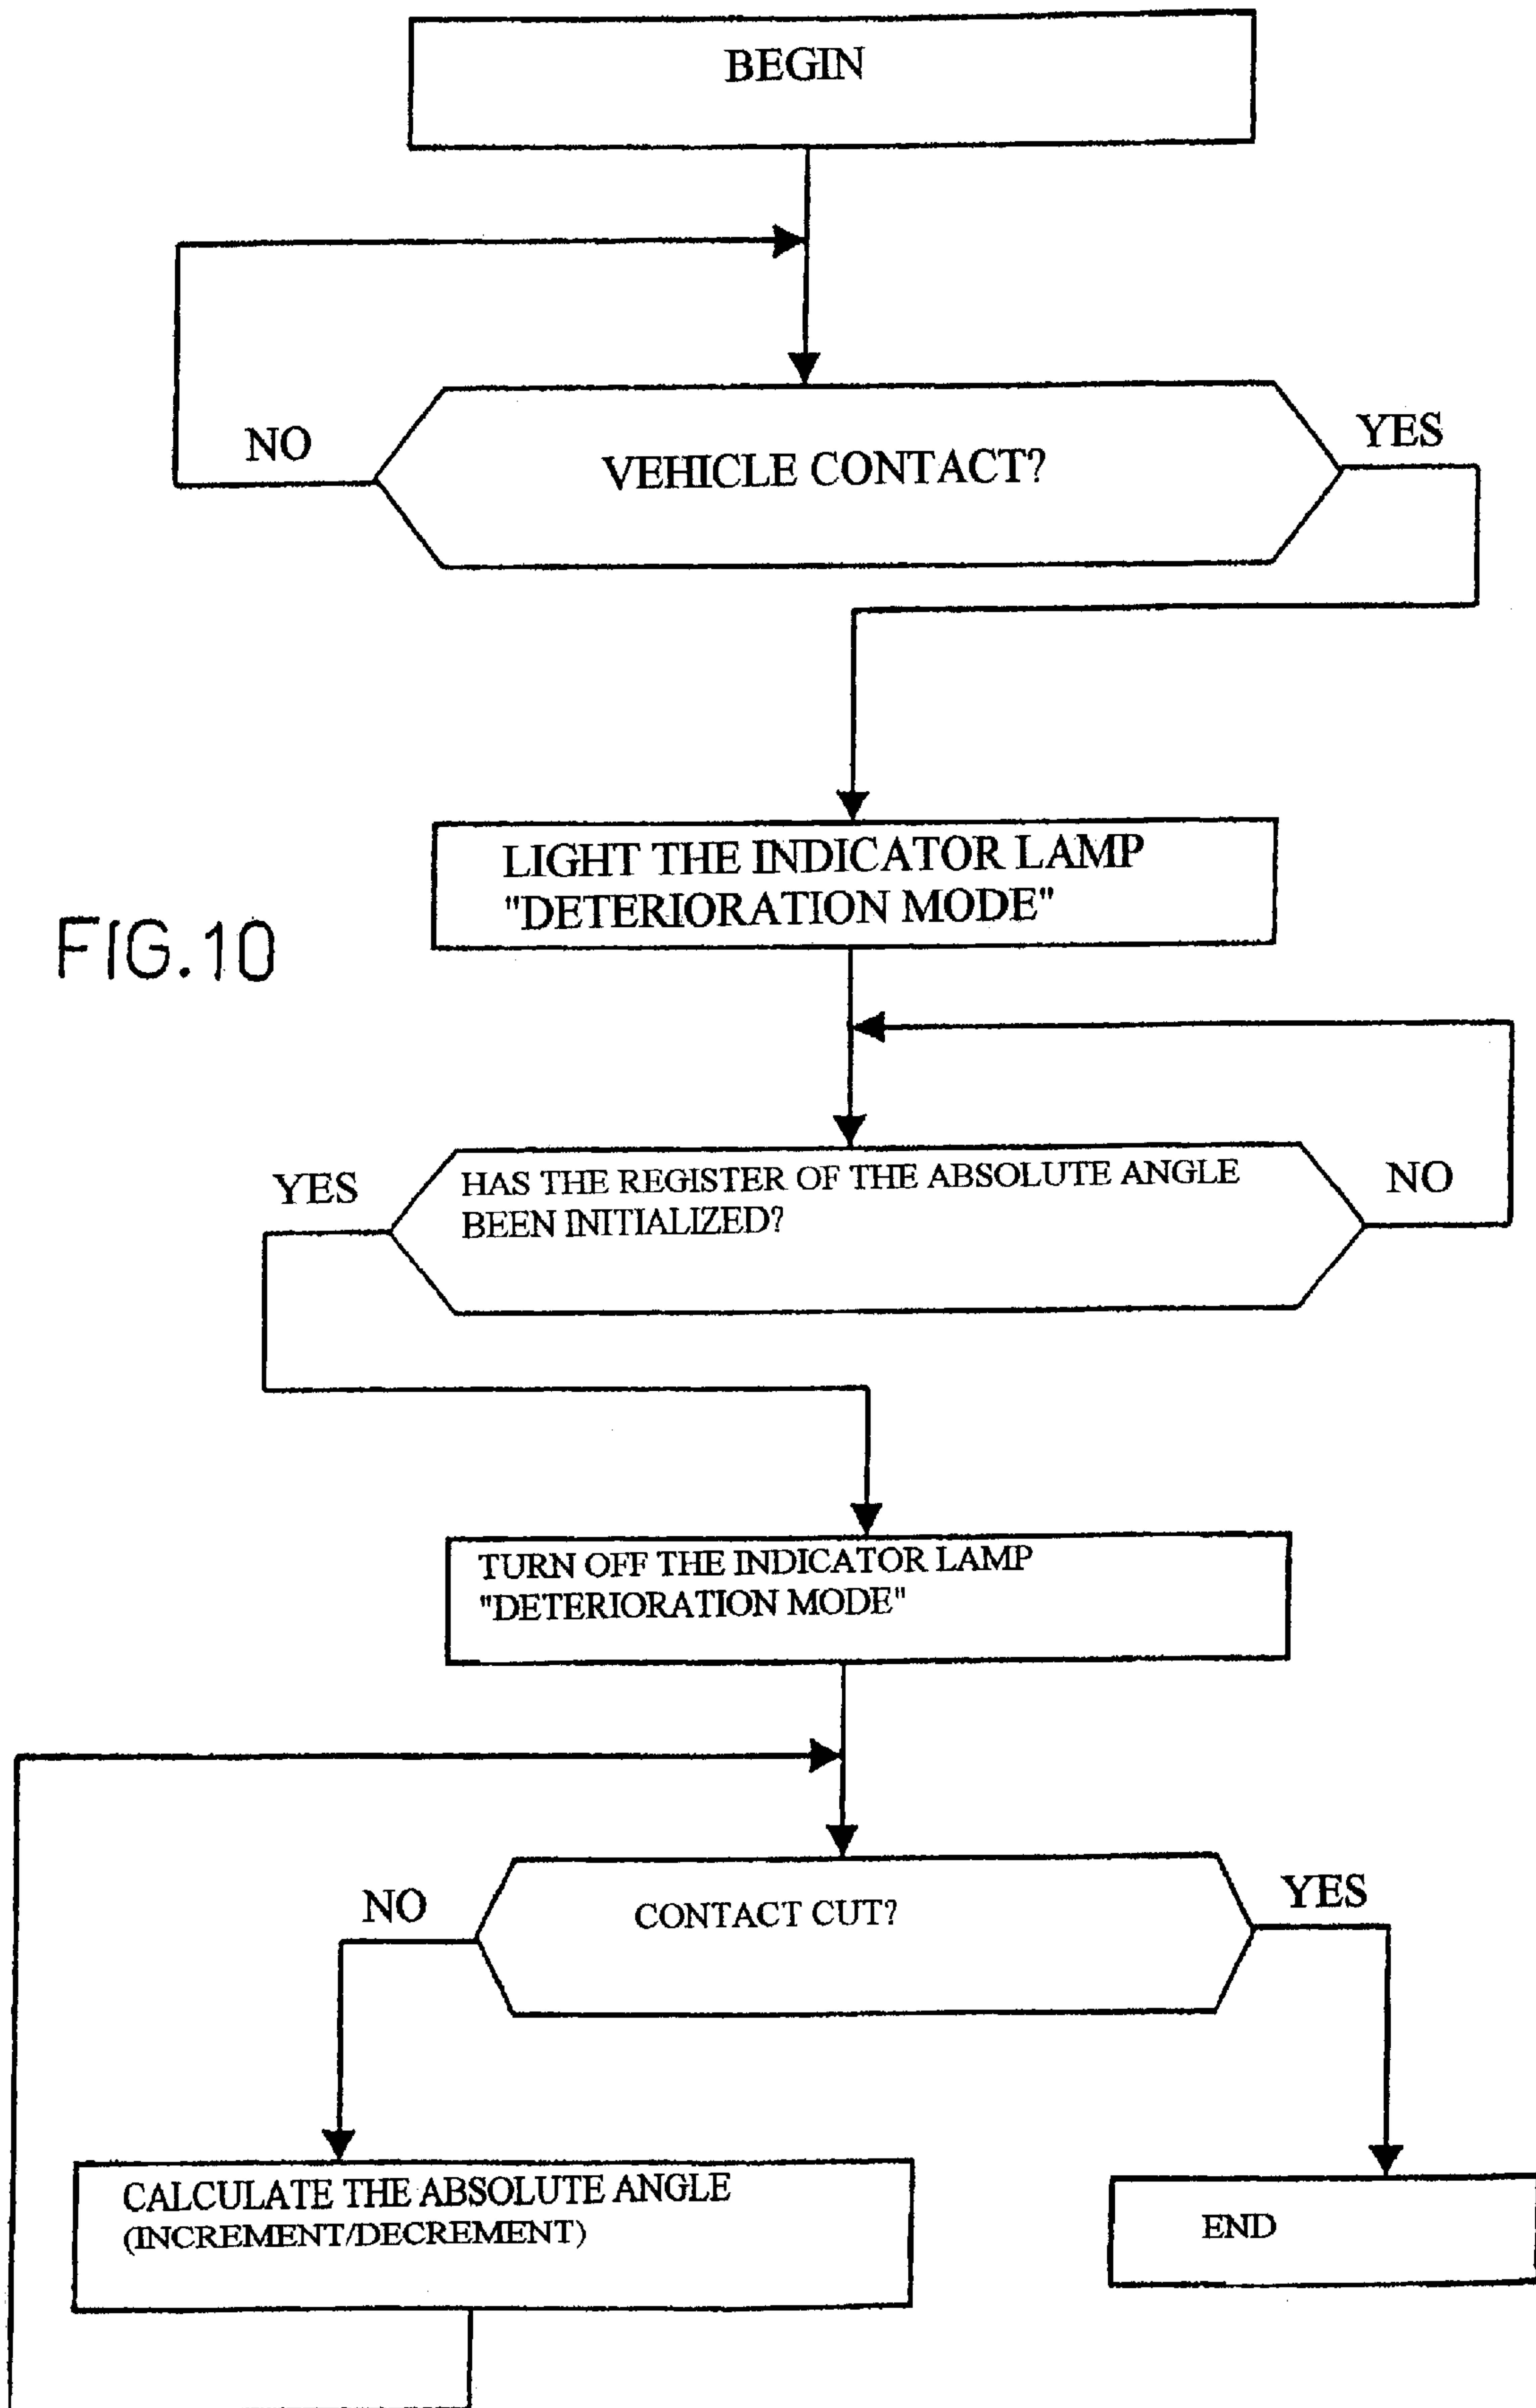 BEGIN
NO
YES
VEHICLE CONTACT?
LIGHT THE INDICATOR LAMP
"DETERIORATION MODE"
FIG.10
YES
HAS THE REGISTER OF THE ABSOLUTE ANGLE
BEEN INITIALIZED?
NO
TURN OFF THE INDICATOR LAMP
"DETERIORATION MODE"
NO
CONTACT CUT?
YES
CALCULATE THE ABSOLUTE ANGLE
(INCREMENT/DECREMENT)
END